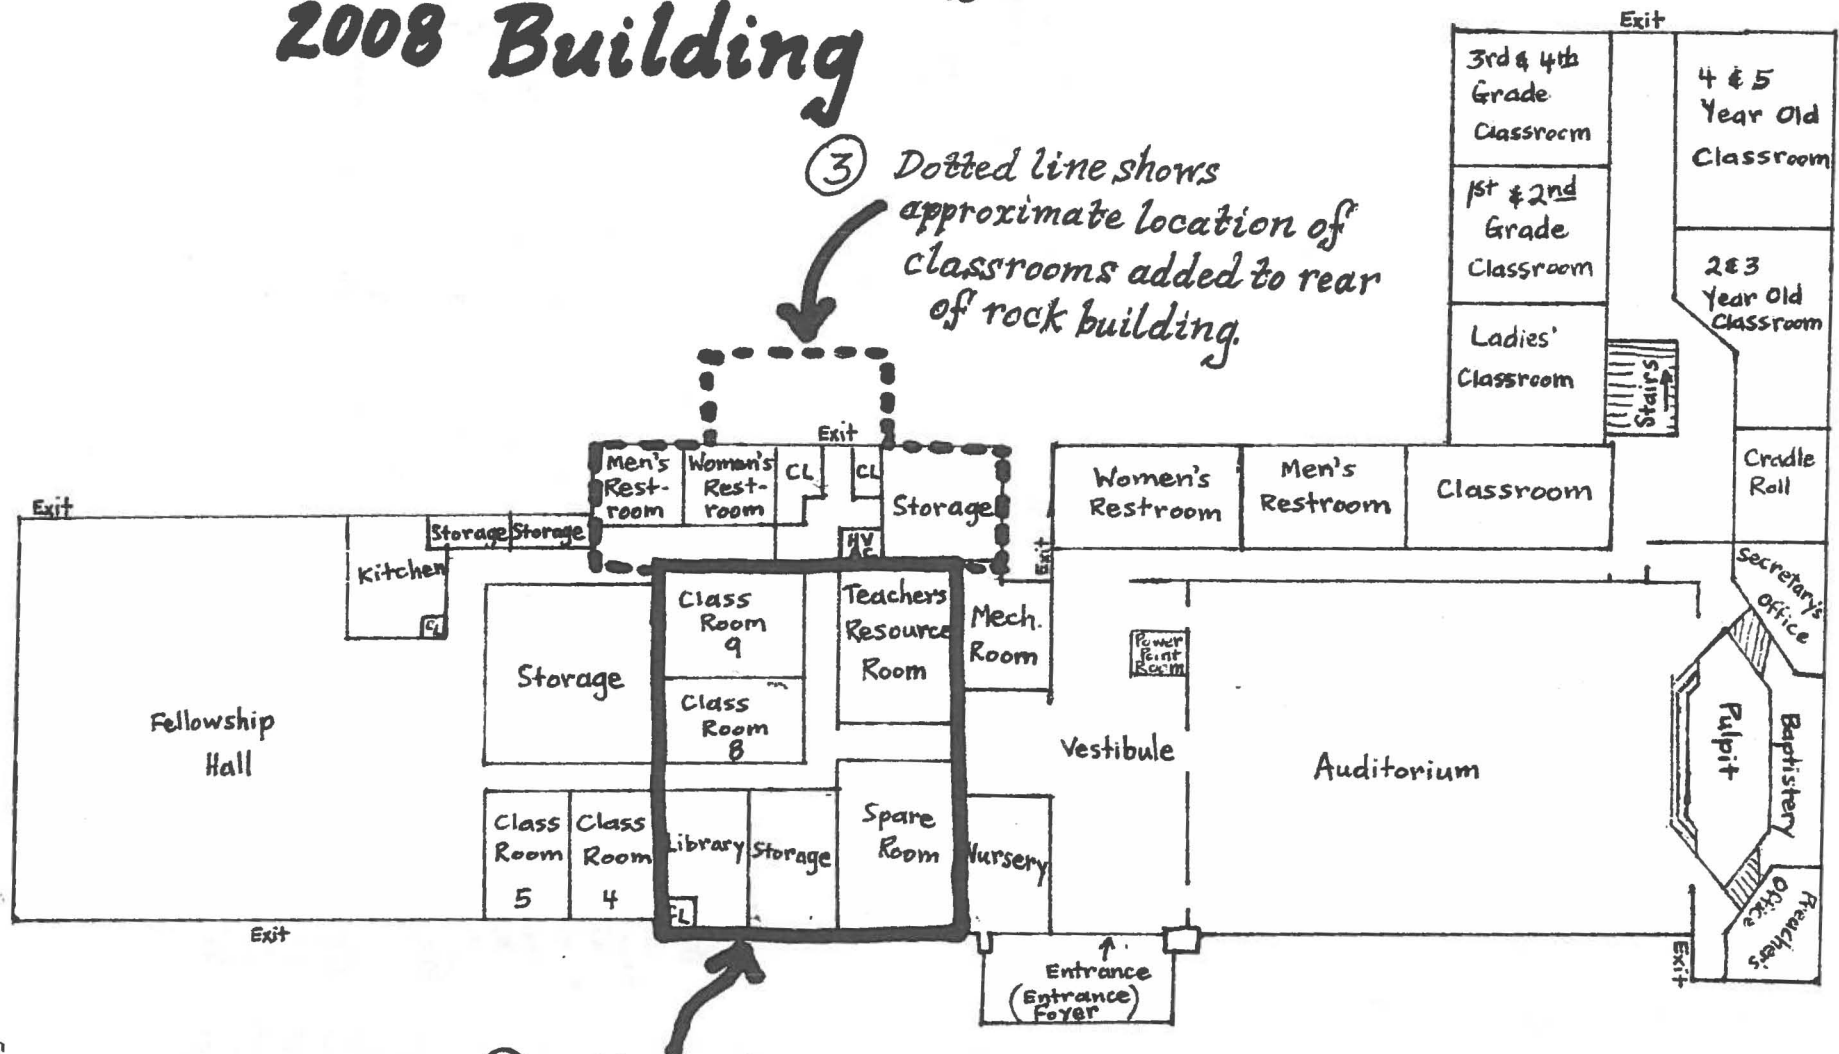 2008 Building
③ Dotted line shows
approximate location of
classrooms added to rear
of rock building.
Exit
3rd & 4th
Grade
Classroom
4 & 5
Year Old
Classroom
1st & 2nd
Grade
Classroom
2&3
Year Old
Classroom
Ladies'
Classroom
Stairs
Cradle
Roll
Exit
Men's
Rest-
room
Women's
Rest-
room
CL
CL
Storage
HV
AC
Women's
Restroom
Men's
Restroom
Classroom
Exit
Exit
Storage
Storage
Kitchen
CL
Fellowship
Hall
Exit
Storage
Class
Room
9
Class
Room
8
Teachers
Resource
Room
Mech.
Room
Power
Point
Room
Secretary's
Office
Vestibule
Auditorium
Pulpit
Baptistery
Class
Room
5
Class
Room
4
Library
CL
Storage
Spare
Room
Nursery
Preacher's
Office
Exit
Entrance
(Entrance)
Foyer